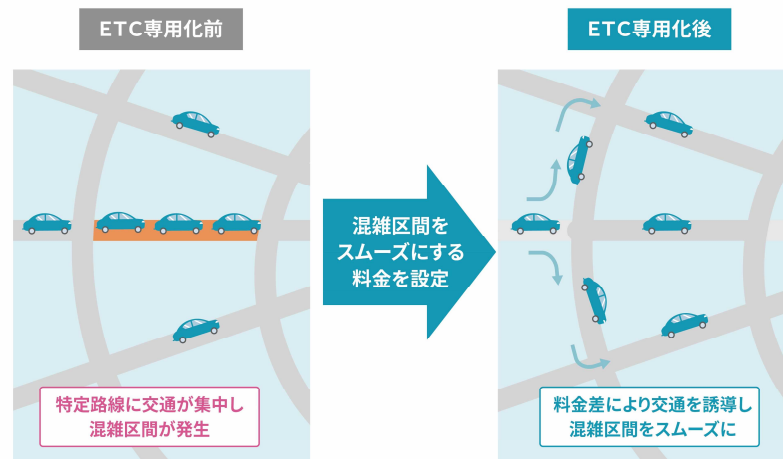 ETC専用化前
ETC専用化後
混雑区間を
スムーズにする
料金を設定
特定路線に交通が集中し
混雑区間が発生
料金差により交通を誘導し
混雑区間をスムーズに